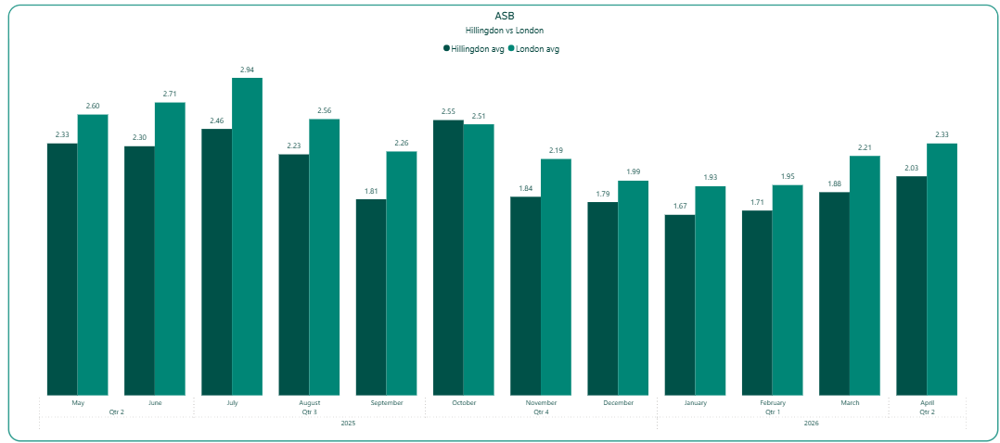 ASB
Hillingdon vs London
Hillingdon avg London avg
2.33 2.60 2.30 2.71 2.46 2.94 2.23 2.56 1.81 2.26 2.55 2.51 1.84 2.19 1.79 1.99 1.67 1.93 1.71 1.95 1.88 2.21 2.03 2.33
May June July August September October November December January February March April
Qtr 2 Qtr 3 Qtr 4 Qtr 1 Qtr 2
2025 2026